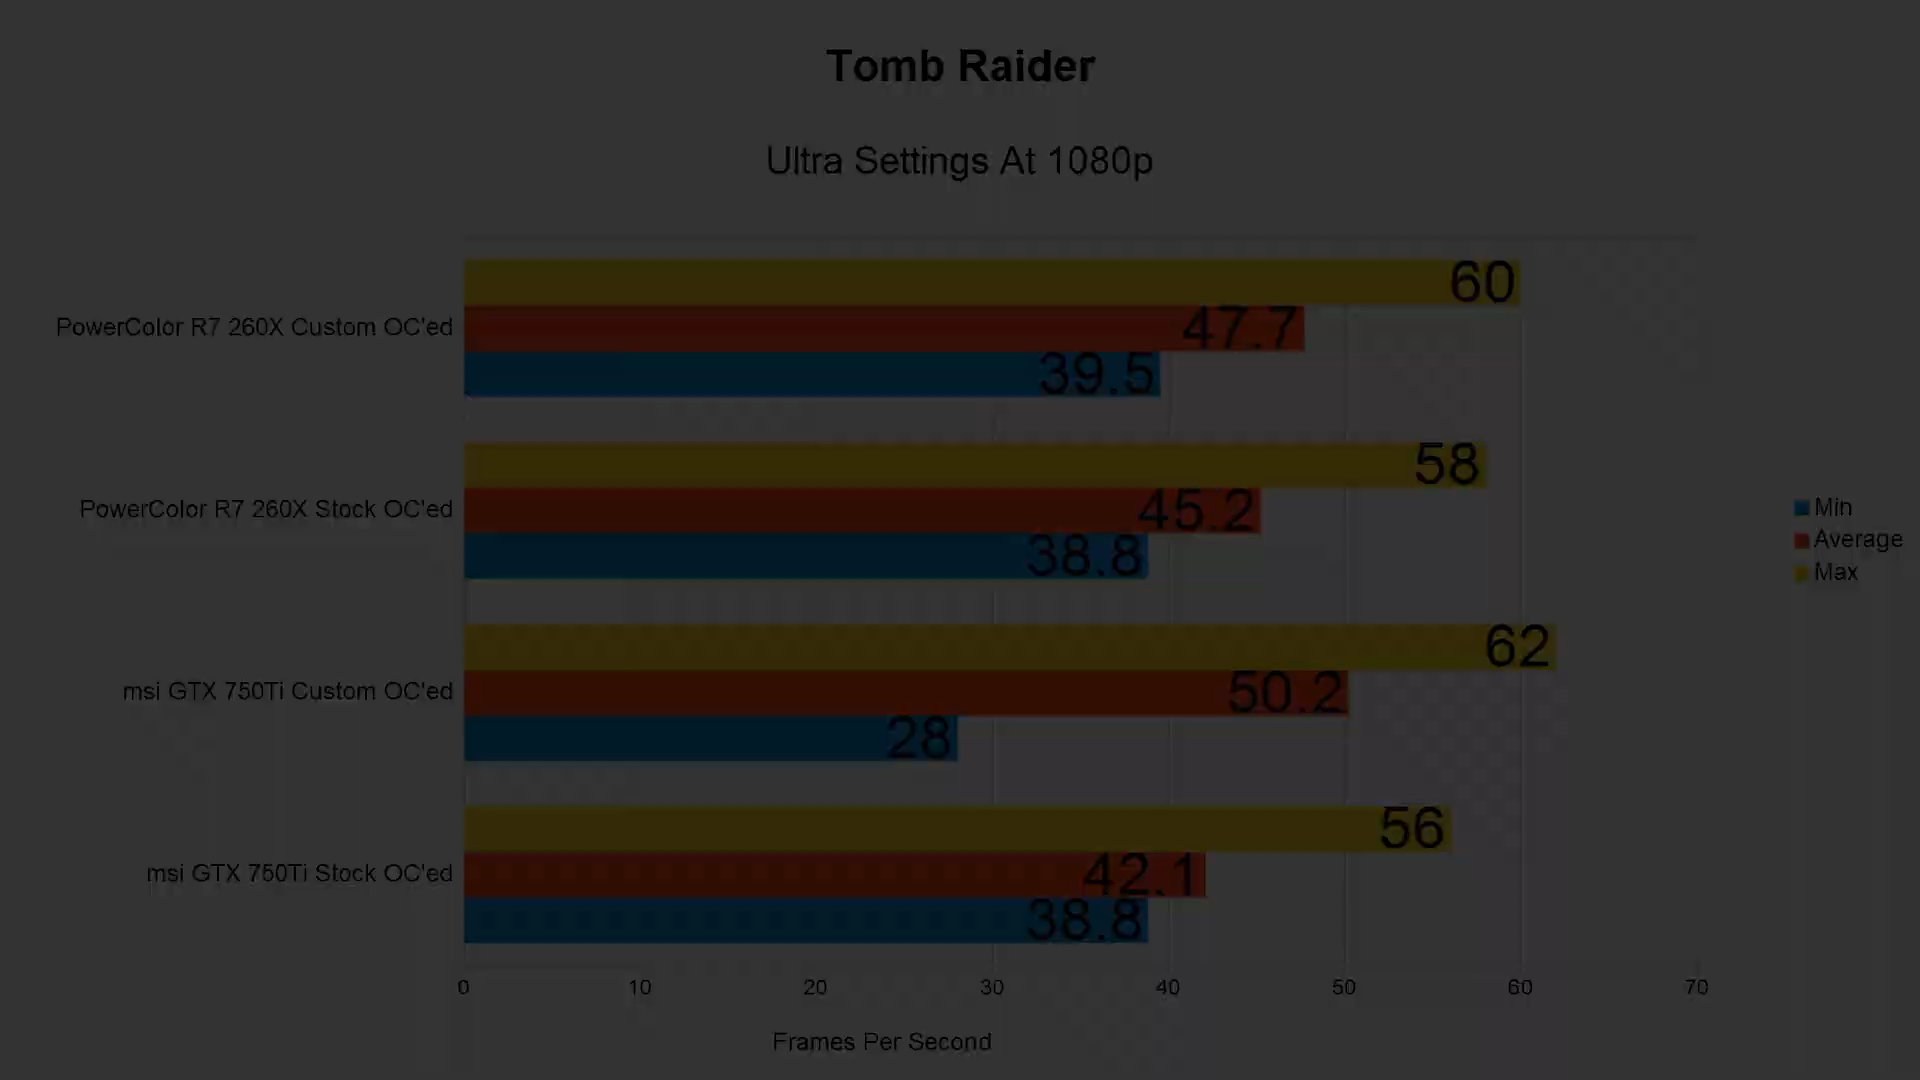 Tomb Raider
Ultra Settings At 1080p
PowerColor R7 260X Custom OC'ed
60
47.7
39.5
PowerColor R7 260X Stock OC'ed
58
45.2
38.8
msi GTX 750Ti Custom OC'ed
62
50.2
28
msi GTX 750Ti Stock OC'ed
56
42.1
38.8
Min
Average
Max
0 10 20 30 40 50 60 70
Frames Per Second